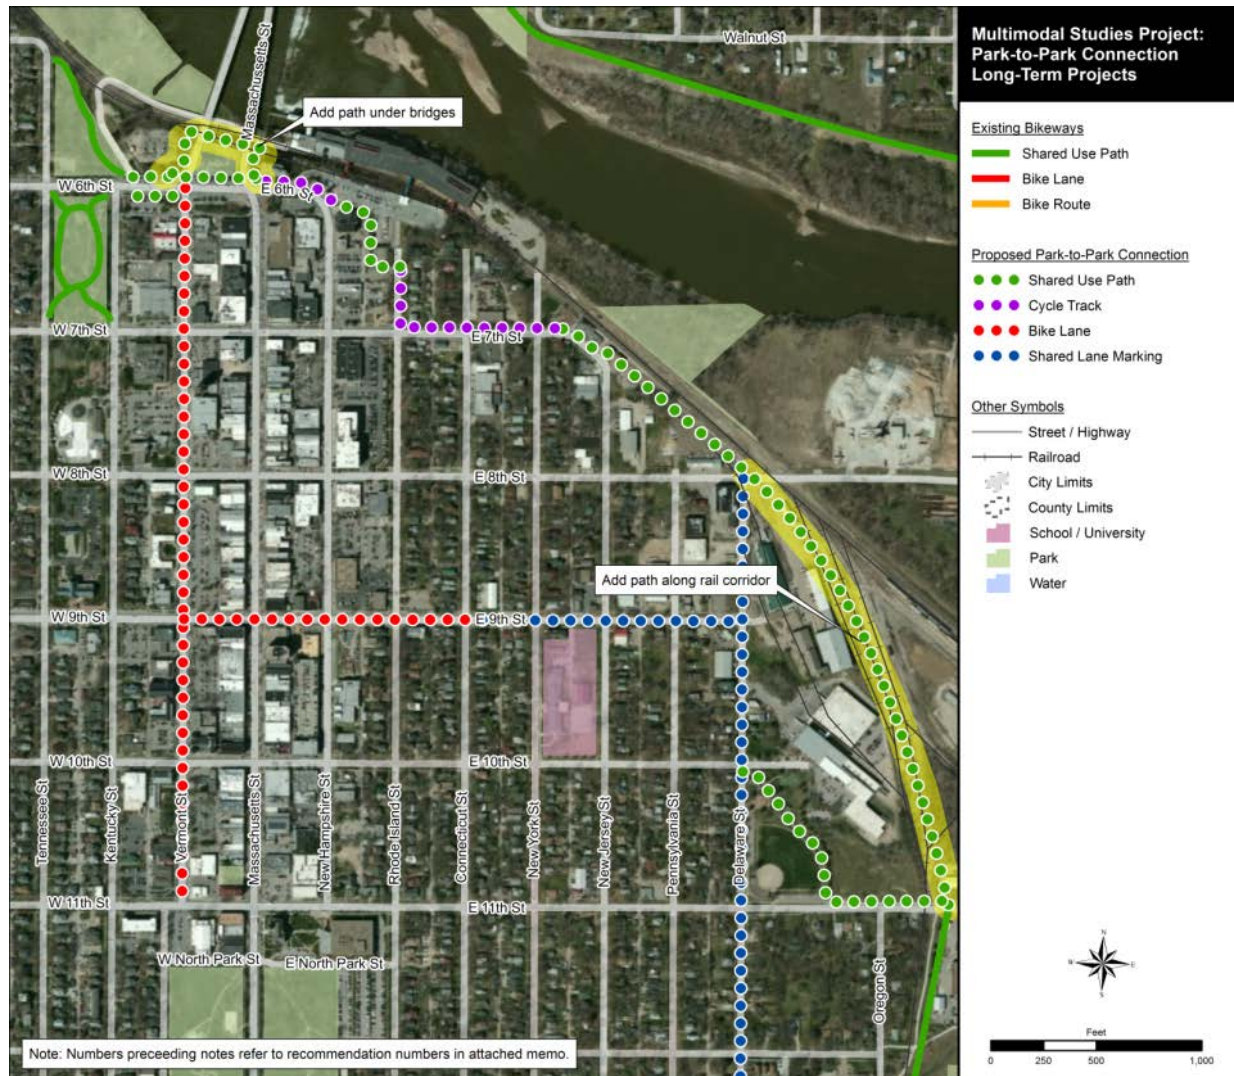 Multimodal Studies Project:
Park-to-Park Connection
Long-Term Projects
Existing Bikeways
Shared Use Path
Bike Lane
Bike Route
Proposed Park-to-Park Connection
Shared Use Path
Cycle Track
Bike Lane
Shared Lane Marking
Other Symbols
Street / Highway
Railroad
City Limits
County Limits
School / University
Park
Water
N
W
E
S
Feet
0 250 500 1,000
Walnut St
Massachussetts St
Add path under bridges
W 6th St
E 6th St
W 7th St
E 7th St
W 8th St
E 8th St
Add path along rail corridor
W 9th St
E 9th St
W 10th St
E 10th St
Tennessee St
Kentucky St
Vermont St
Massachusetts St
New Hampshire St
Rhode Island St
Connecticut St
New York St
New Jersey St
Pennsylvania St
Delaware St
W 11th St
E 11th St
W North Park St
E North Park St
Oregon St
Note: Numbers preceeding notes refer to recommendation numbers in attached memo.